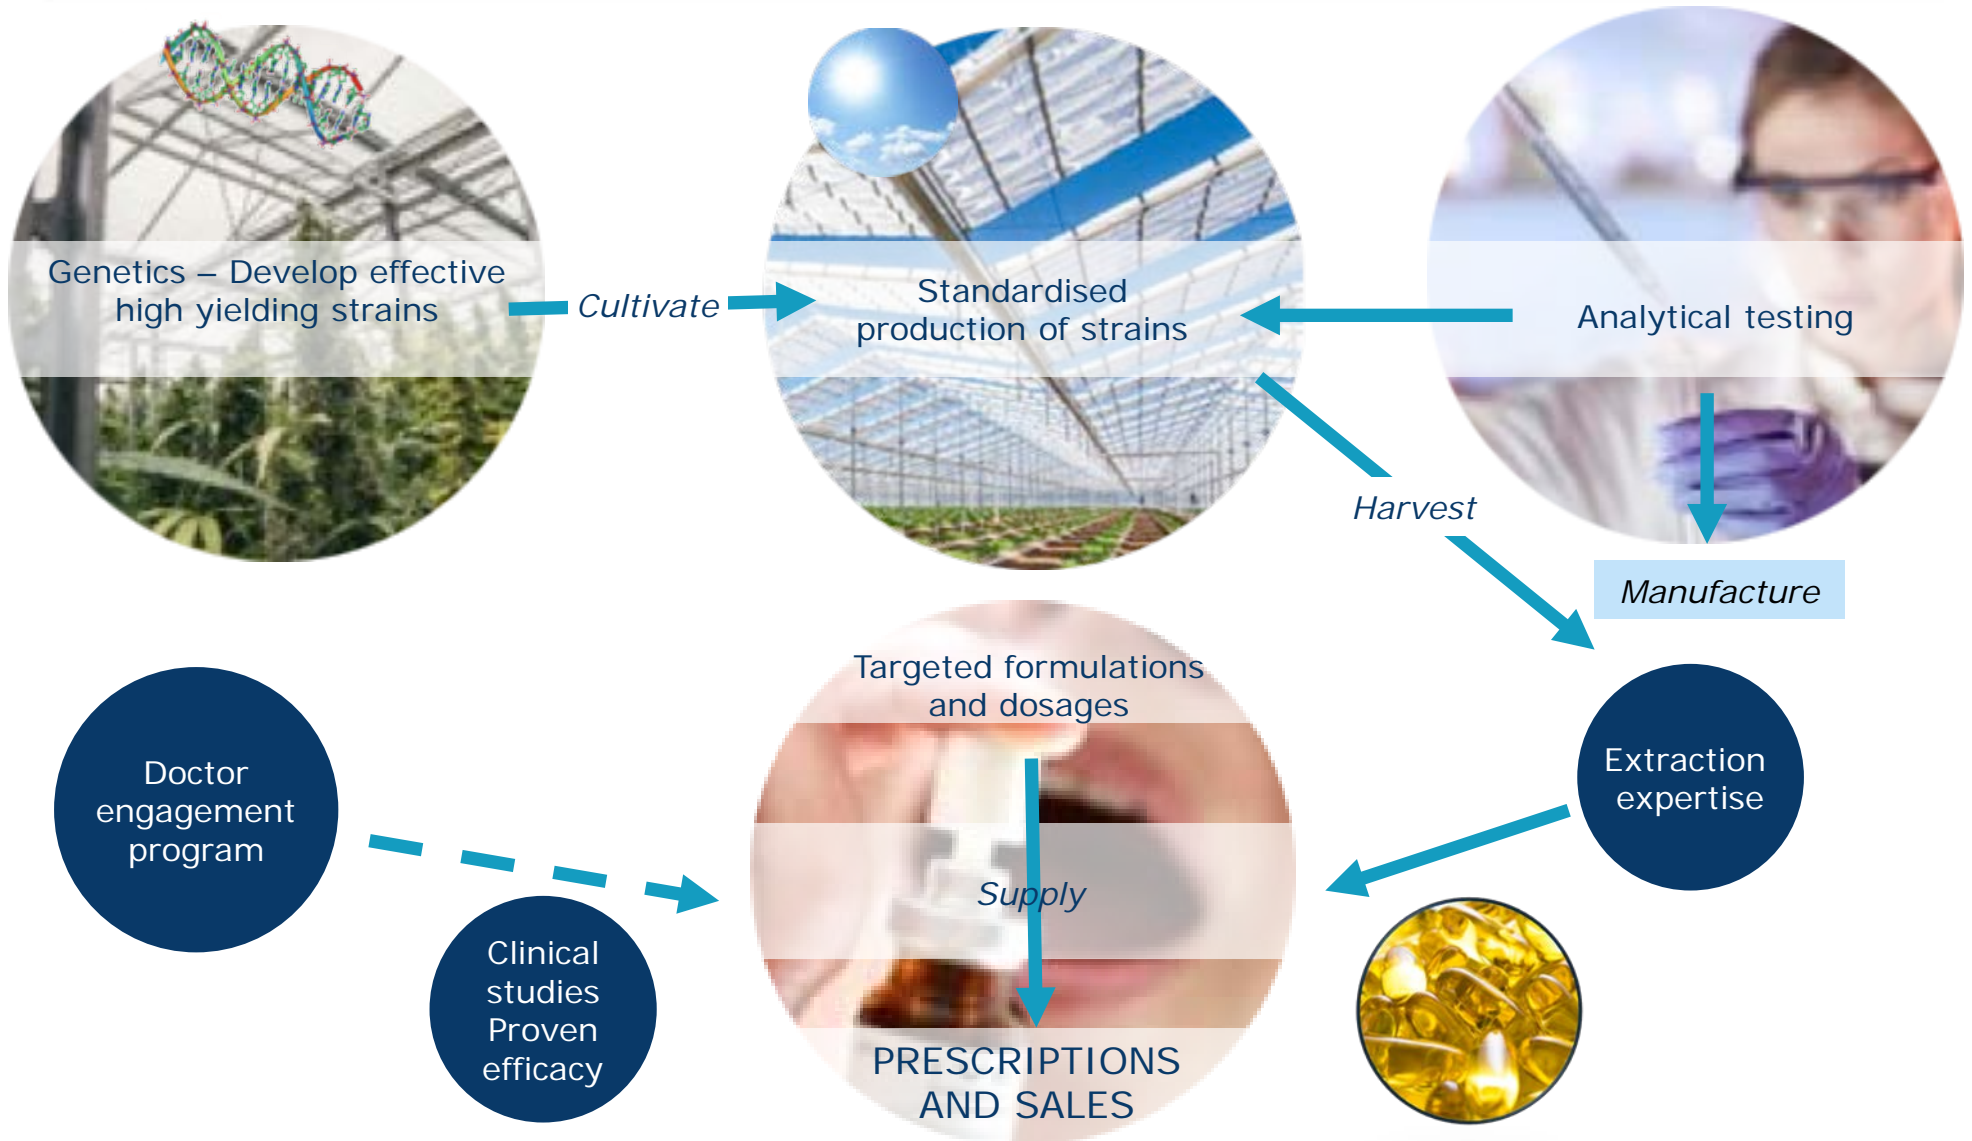 Genetics – Develop effective
high yielding strains
Cultivate
Standardised
production of strains
Analytical testing
Harvest
Manufacture
Targeted formulations
and dosages
Doctor
engagement
program
Extraction
expertise
Supply
Clinical
studies
Proven
efficacy
PRESCRIPTIONS
AND SALES